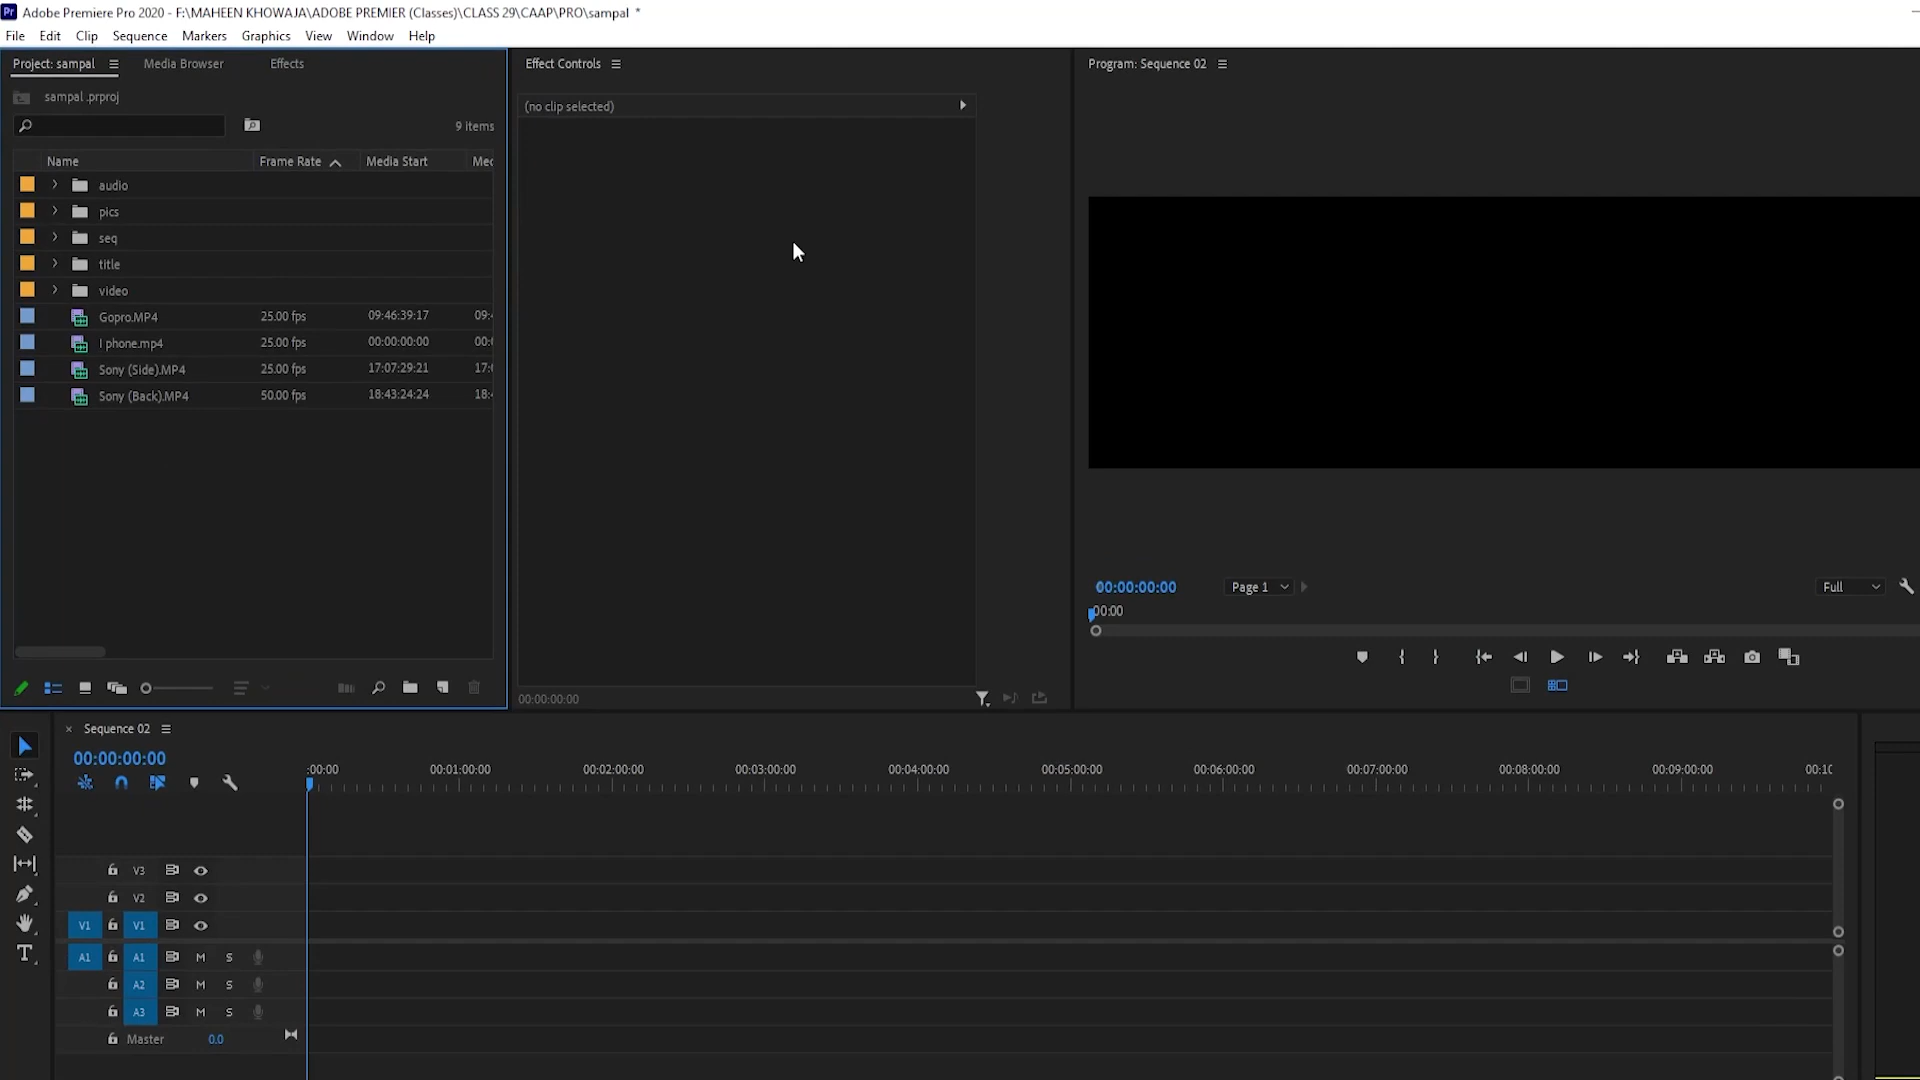 Pr Adobe Premiere Pro 2020 - F:\MAHEEN KHOWAJA\ADOBE PREMIER (Classes)\CLASS 29\CAAP\PRO\sampal *
File Edit Clip Sequence Markers Graphics View Window Help
Project: sampal Media Browser Effects
Effect Controls
Program: Sequence 02
sampal .prproj
(no clip selected)
9 items
Name Frame Rate Media Start
audio
pics
seq
title
video
Gopro.MP4 25.00 fps 09:46:39:17
I phone.mp4 25.00 fps 00:00:00:00
Sony (Side).MP4 25.00 fps 17:07:29:21
Sony (Back).MP4 50.00 fps 18:43:24:24
00:00:00:00 Page 1 Full
00:00
00:00:00:00
Sequence 02
00:00:00:00
:00:00 00:01:00:00 00:02:00:00 00:03:00:00 00:04:00:00 00:05:00:00 00:06:00:00 00:07:00:00 00:08:00:00 00:09:00:00
V3
V2
V1 V1
A1 A1 M S
A2 M S
A3 M S
Master 0.0